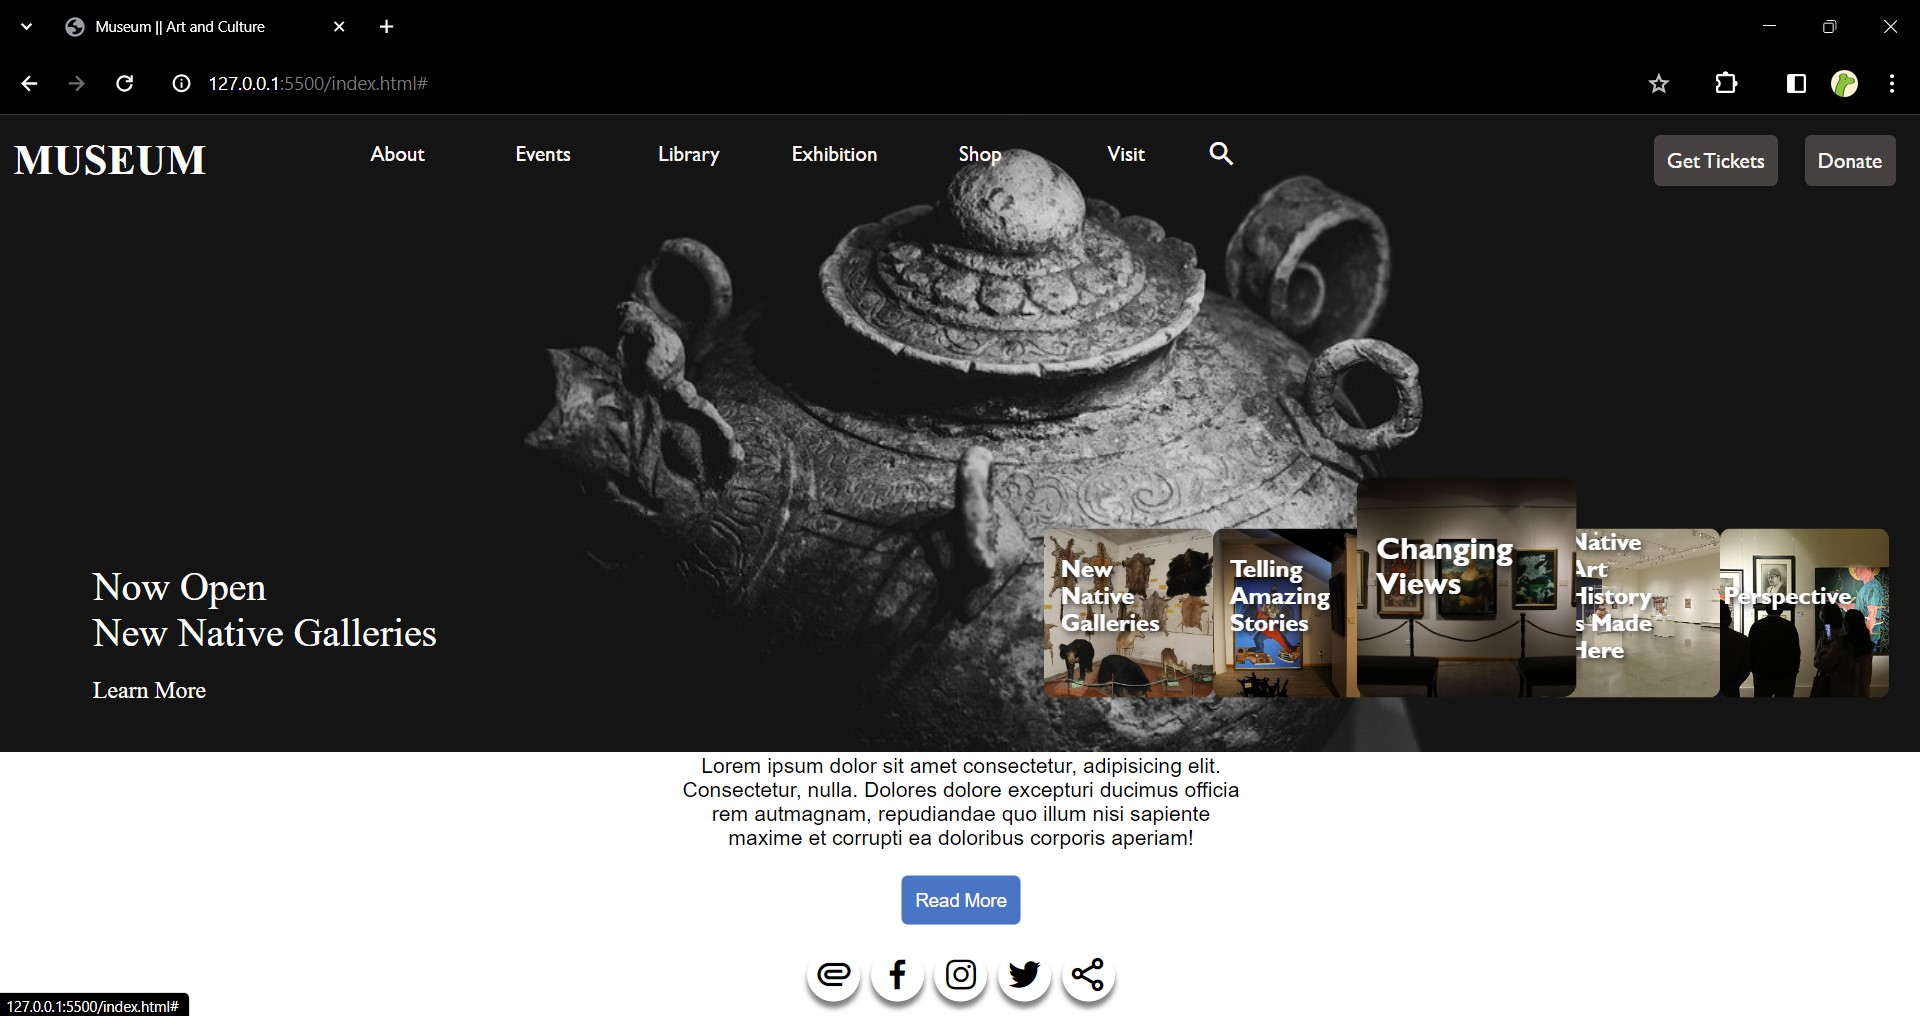 Museum || Art and Culture
127.0.0.1:5500/index.html#
MUSEUM
About
Events
Library
Exhibition
Shop
Visit
Get Tickets
Donate
Now Open
New Native Galleries
Learn More
New
Native
Galleries
Telling
Amazing
Stories
Changing
Views
Native
Art
History
s Made
Here
Perspective
Lorem ipsum dolor sit amet consectetur, adipisicing elit.
Consectetur, nulla. Dolores dolore excepturi ducimus officia
rem autmagnam, repudiandae quo illum nisi sapiente
maxime et corrupti ea doloribus corporis aperiam!
Read More
127.0.0.1:5500/index.html#